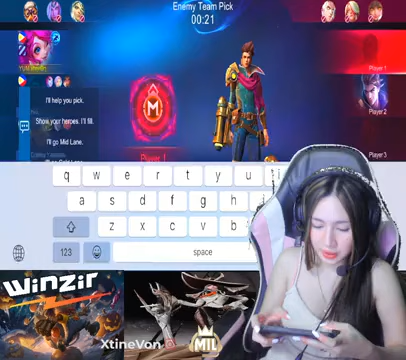 Enemy Team Pick
00:21
Player 1
I'll help you pick.
Player 2
Show your heroes. I'll fill.
I'll go Mid Lane.
Player 3
M
Player 1
q w e r t y u i
a s d f g h
z x c v b
123 space
WinZir
XtineVon
MIL